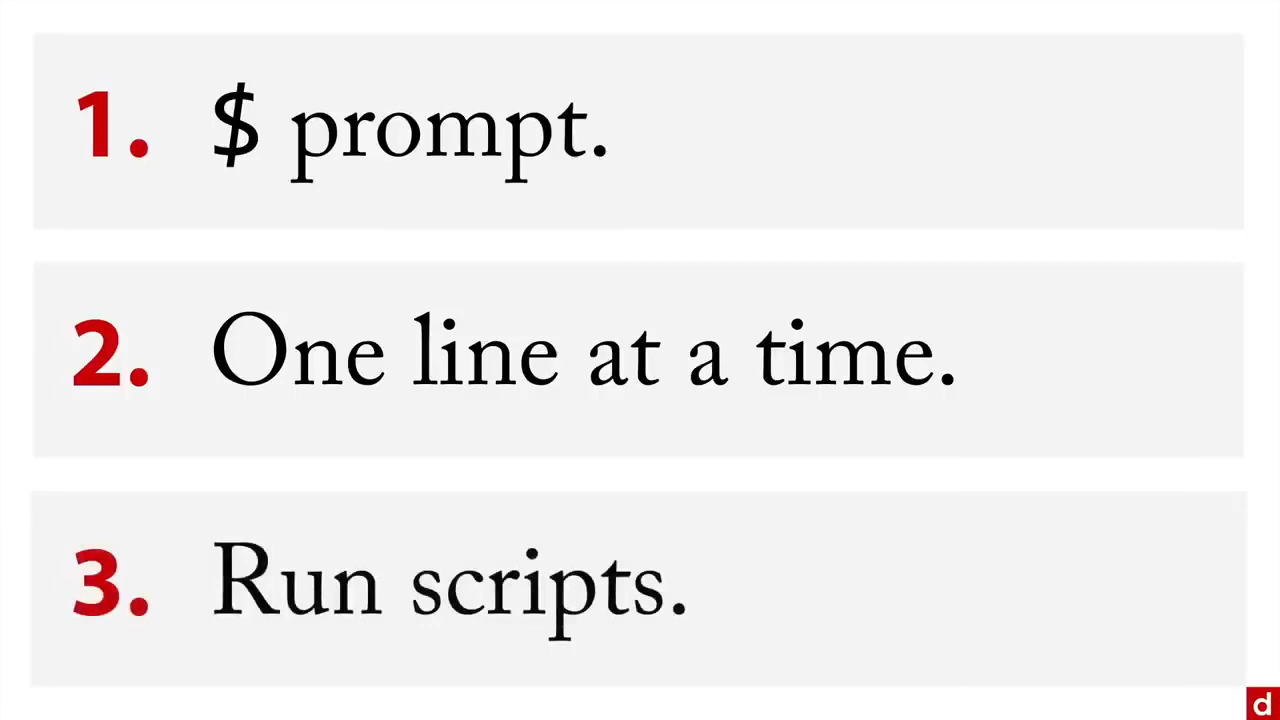 1. $ prompt.
2. One line at a time.
3. Run scripts.
d